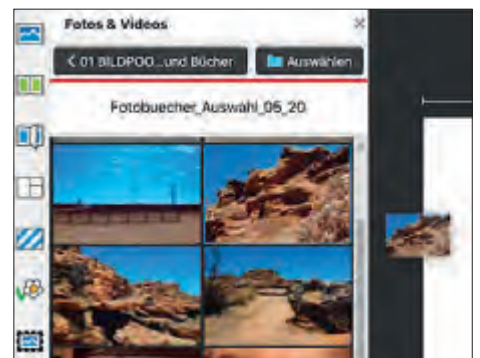 Fotos & Videos
01 BILDPOO...und Bücher
Auswählen
Fotobuecher_Auswahl_05_20